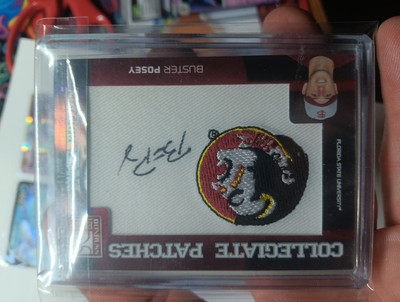 COLLEGIATE PATCHES
FLORIDA STATE UNIVERSITY®
®
BUSTER POSEY